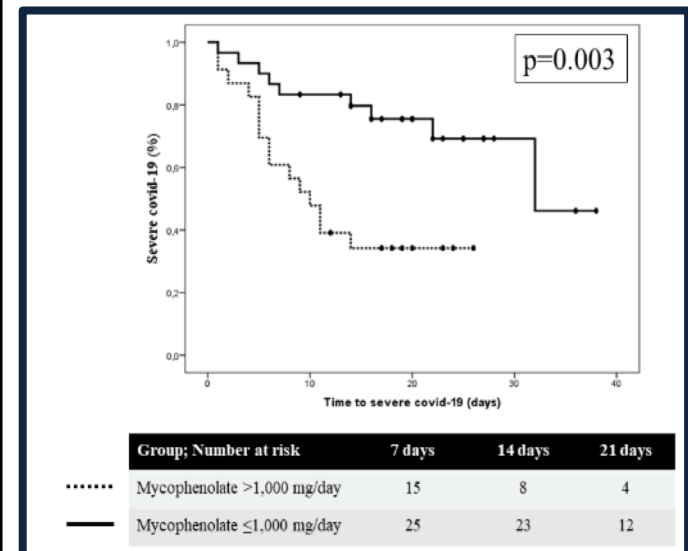 p=0.003
1,0
0,8
0,6
0,4
0,2
0,0
Severe covid-19 (%)
0 10 20 30 40
Time to severe covid-19 (days)
Group; Number at risk 7 days 14 days 21 days
Mycophenolate >1,000 mg/day 15 8 4
Mycophenolate ≤1,000 mg/day 25 23 12